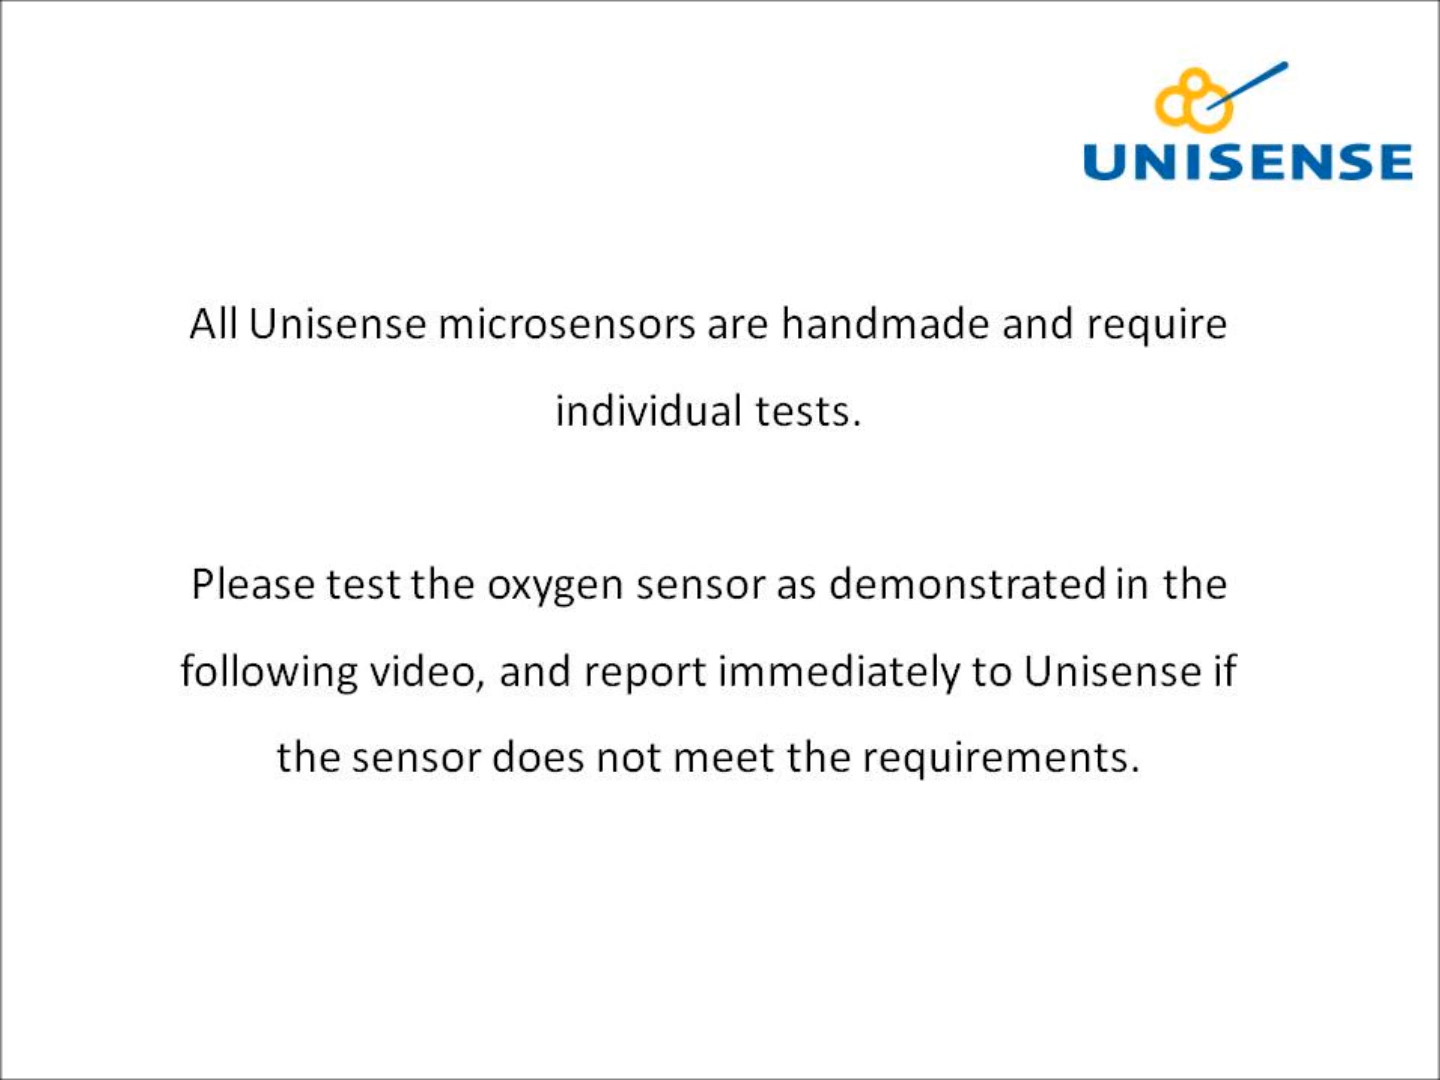 UNISENSE
All Unisense microsensors are handmade and require
individual tests.
Please test the oxygen sensor as demonstrated in the
following video, and report immediately to Unisense if
the sensor does not meet the requirements.